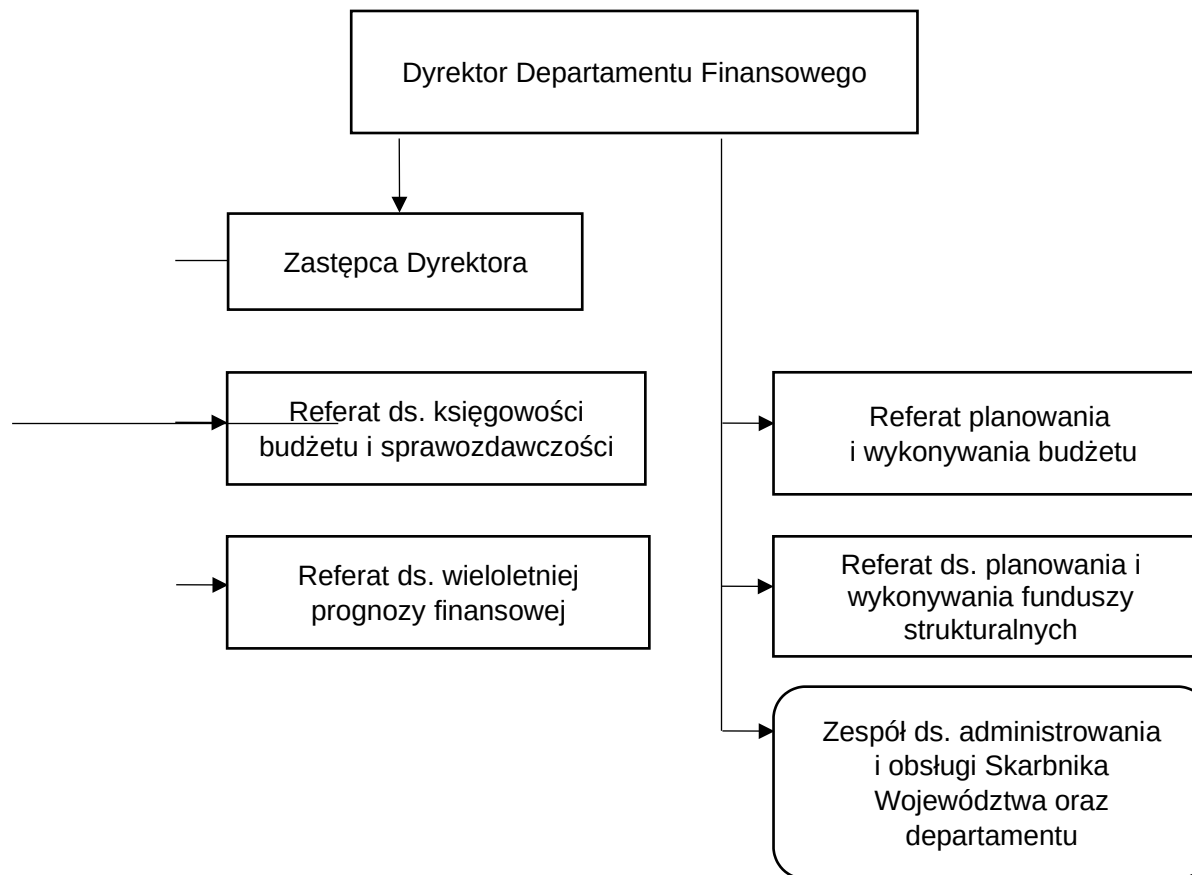 Dyrektor Departamentu Finansowego
Zastępca Dyrektora
Referat ds. księgowości
budżetu i sprawozdawczości
Referat ds. wieloletniej
prognozy finansowej
Referat planowania
i wykonywania budżetu
Referat ds. planowania i
wykonywania funduszy
strukturalnych
Zespół ds. administrowania
i obsługi Skarbnika
Województwa oraz
departamentu